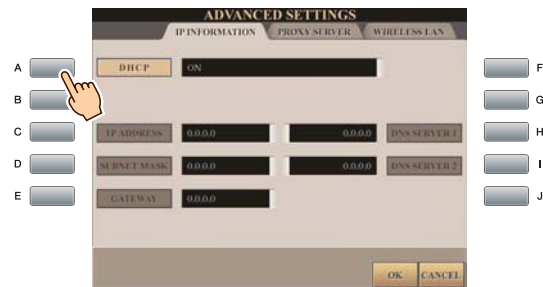 ADVANCED SETTINGS
IP INFORMATION PROXY SERVER WIRELESS LAN
A DHCP ON F
B G
C IP ADDRESS 0.0.0.0 0.0.0.0 DNS SERVER 1 H
D SUBNET MASK 0.0.0.0 0.0.0.0 DNS SERVER 2 I
E GATEWAY 0.0.0.0 J
OK CANCEL